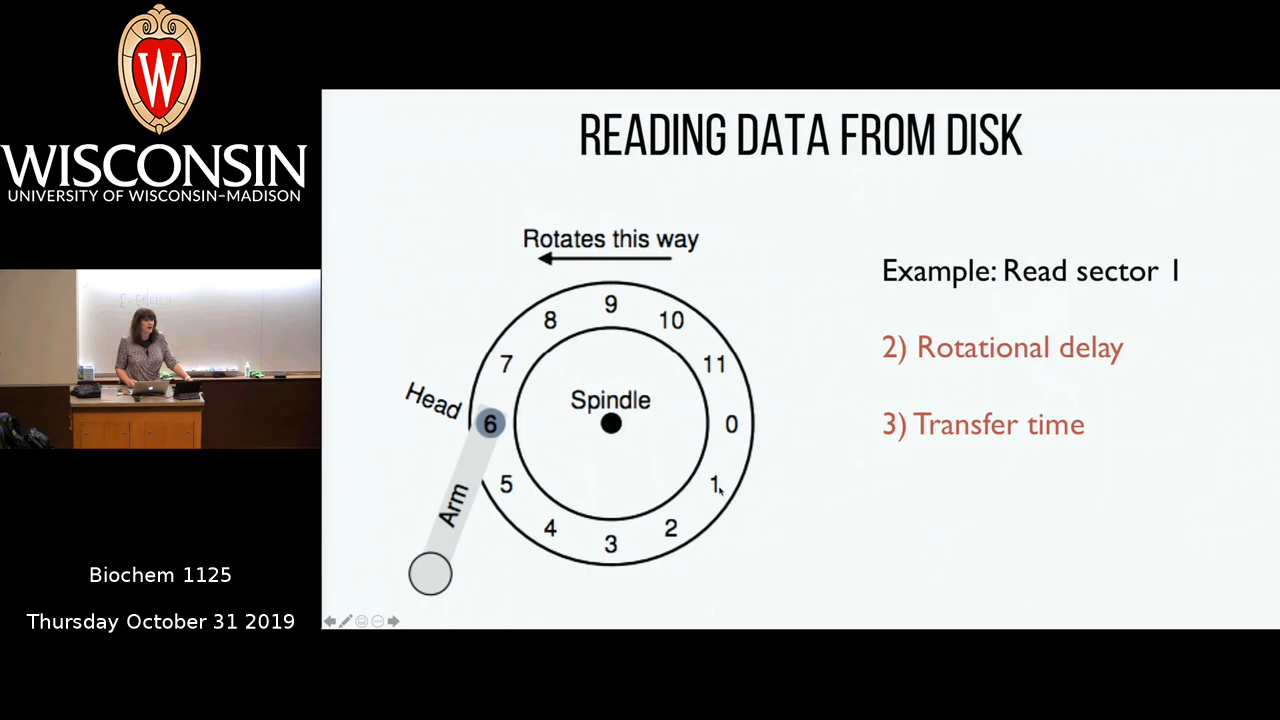 W
WISCONSIN
UNIVERSITY OF WISCONSIN–MADISON
Biochem 1125
Thursday October 31 2019
READING DATA FROM DISK
Rotates this way
9
8
10
7
11
Head
Spindle
6
0
Arm
5
1
4
2
3
Example: Read sector 1
2) Rotational delay
3) Transfer time